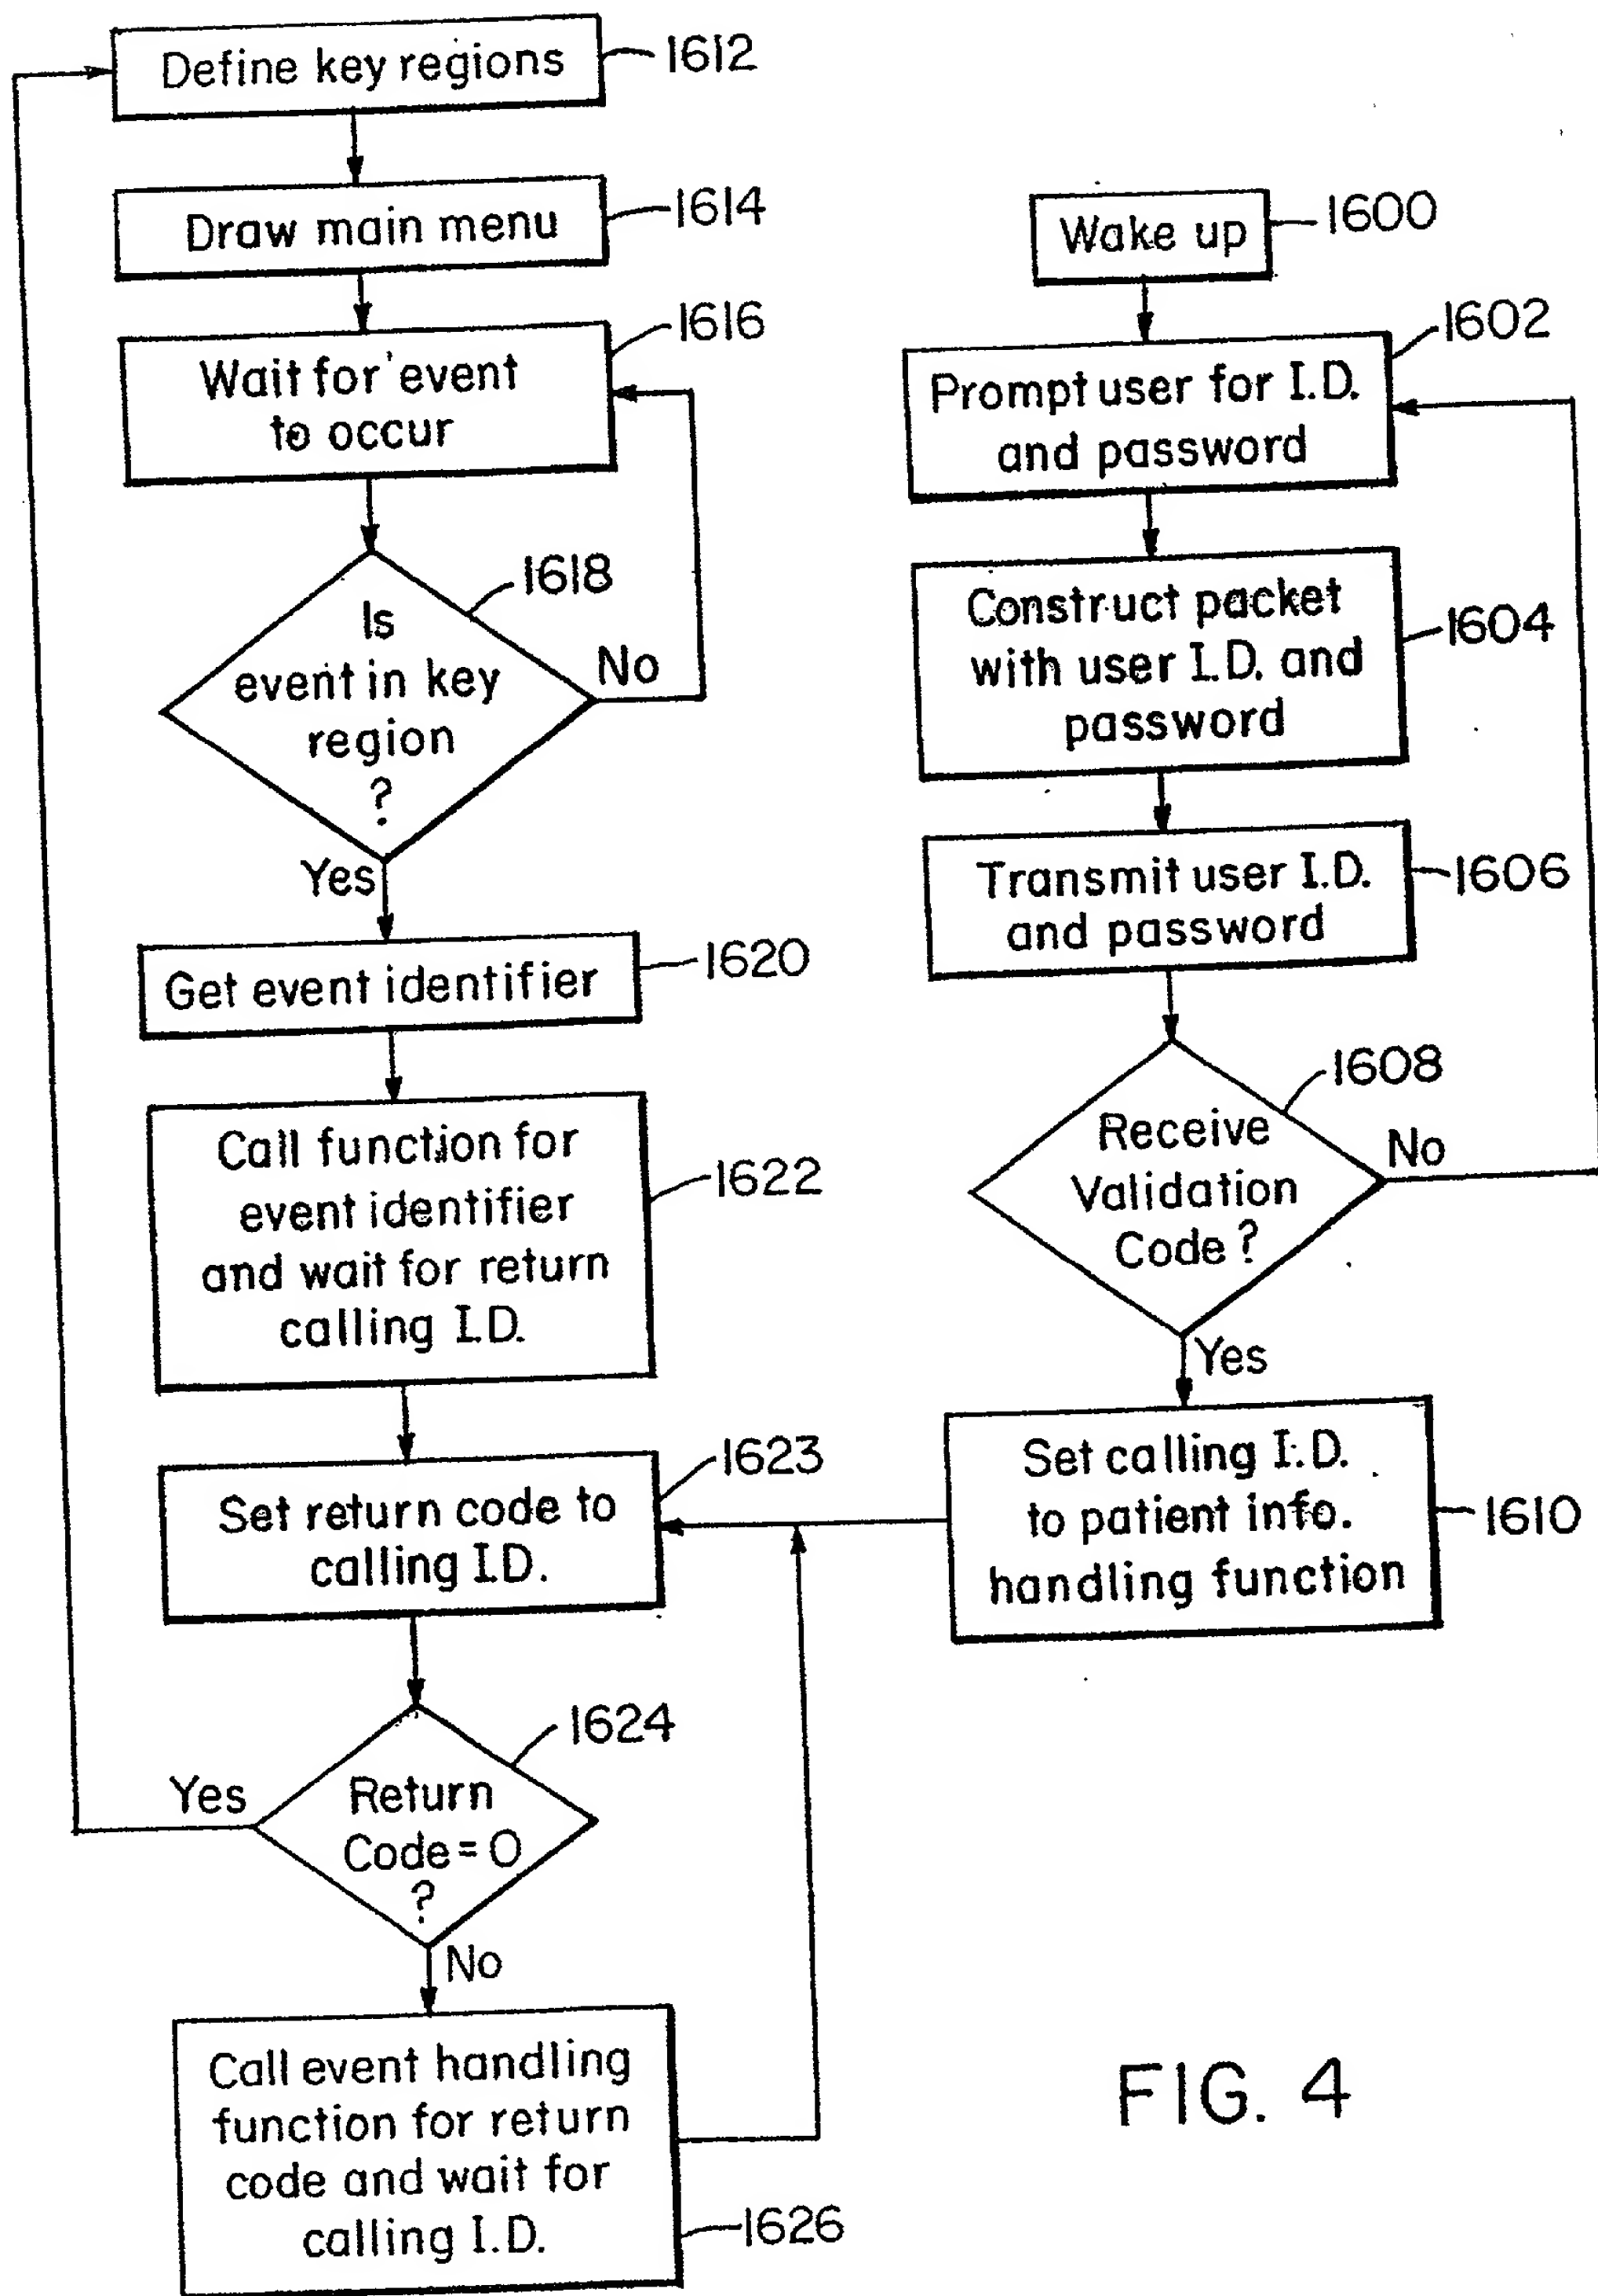 Define key regions
1612
Draw main menu
1614
Wait for event
to occur
1616
Is
event in key
region
?
1618
No
Yes
Get event identifier
1620
Call function for
event identifier
and wait for return
calling I.D.
1622
Set return code to
calling I.D.
1623
Return
Code = 0
?
1624
Yes
No
Call event handling
function for return
code and wait for
calling I.D.
1626
Wake up
1600
Prompt user for I.D.
and password
1602
Construct packet
with user I.D. and
password
1604
Transmit user I.D.
and password
1606
Receive
Validation
Code?
1608
No
Yes
Set calling I.D.
to patient info.
handling function
1610
FIG. 4